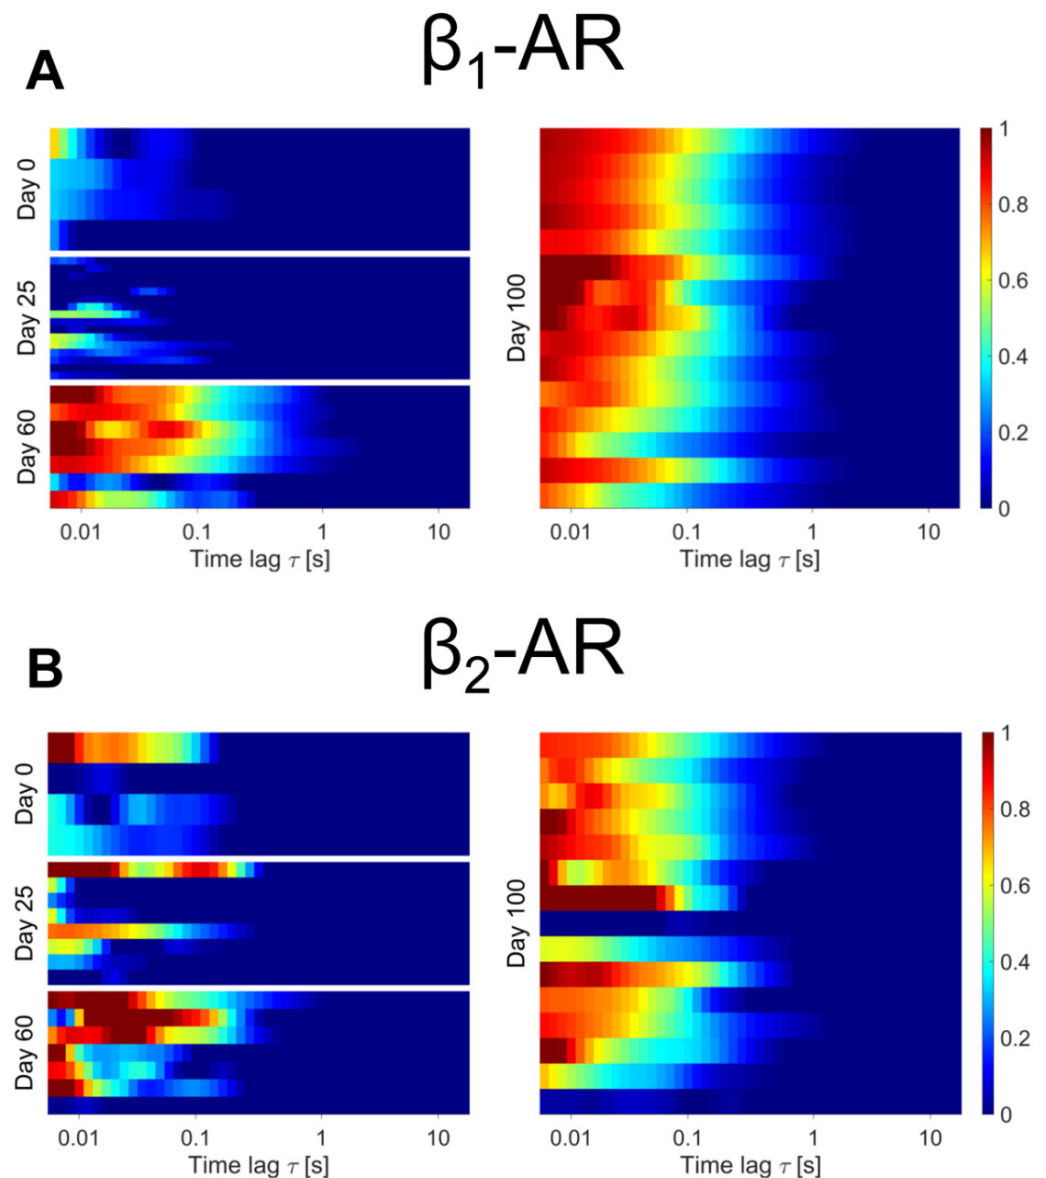 β₁-AR
A
Day 0
Day 25
Day 60
0.01 0.1 1 10
Time lag τ [s]
Day 100
0.01 0.1 1 10
Time lag τ [s]
1
0.8
0.6
0.4
0.2
0
β₂-AR
B
Day 0
Day 25
Day 60
0.01 0.1 1 10
Time lag τ [s]
Day 100
0.01 0.1 1 10
Time lag τ [s]
1
0.8
0.6
0.4
0.2
0